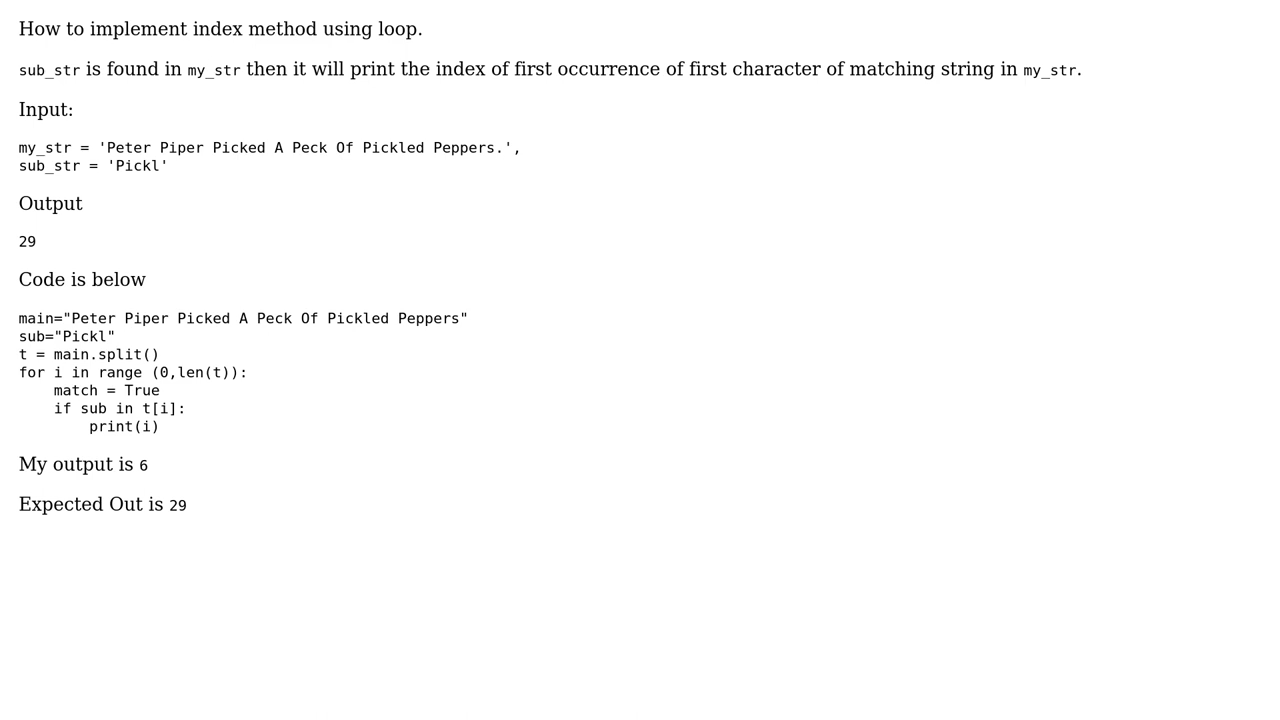 How to implement index method using loop.
sub_str is found in my_str then it will print the index of first occurrence of first character of matching string in my_str.
Input:
my_str = 'Peter Piper Picked A Peck Of Pickled Peppers.',
sub_str = 'Pickl'
Output
29
Code is below
main="Peter Piper Picked A Peck Of Pickled Peppers"
sub="Pickl"
t = main.split()
for i in range (0,len(t)):
    match = True
    if sub in t[i]:
        print(i)
My output is 6
Expected Out is 29